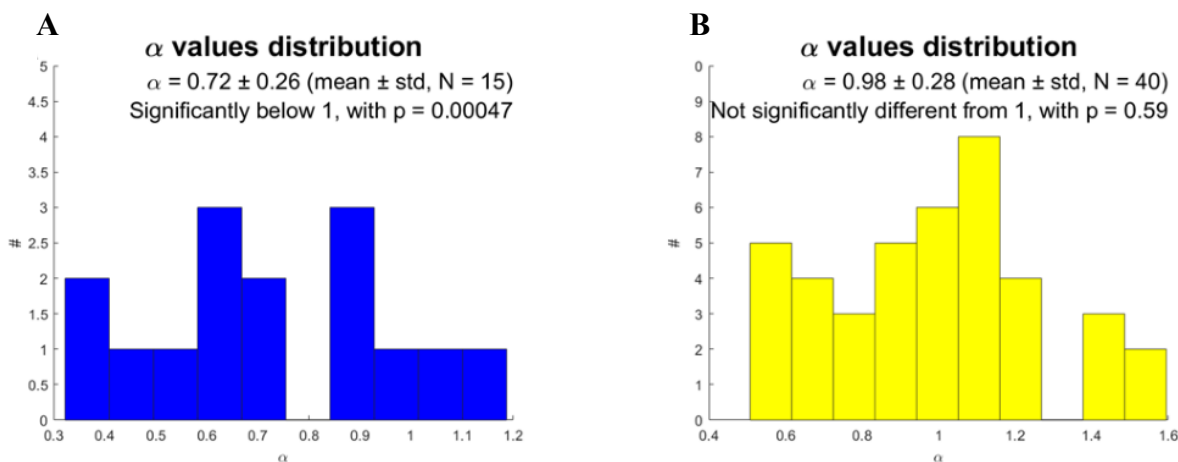 A
α values distribution
α = 0.72 ± 0.26 (mean ± std, N = 15)
Significantly below 1, with p = 0.00047
5
4.5
4
3.5
3
2.5
2
1.5
1
0.5
0
#
0.3 0.4 0.5 0.6 0.7 0.8 0.9 1 1.1 1.2
α
B
α values distribution
α = 0.98 ± 0.28 (mean ± std, N = 40)
Not significantly different from 1, with p = 0.59
0
9
8
7
6
5
4
3
2
1
0
#
0.4 0.6 0.8 1 1.2 1.4 1.6
α